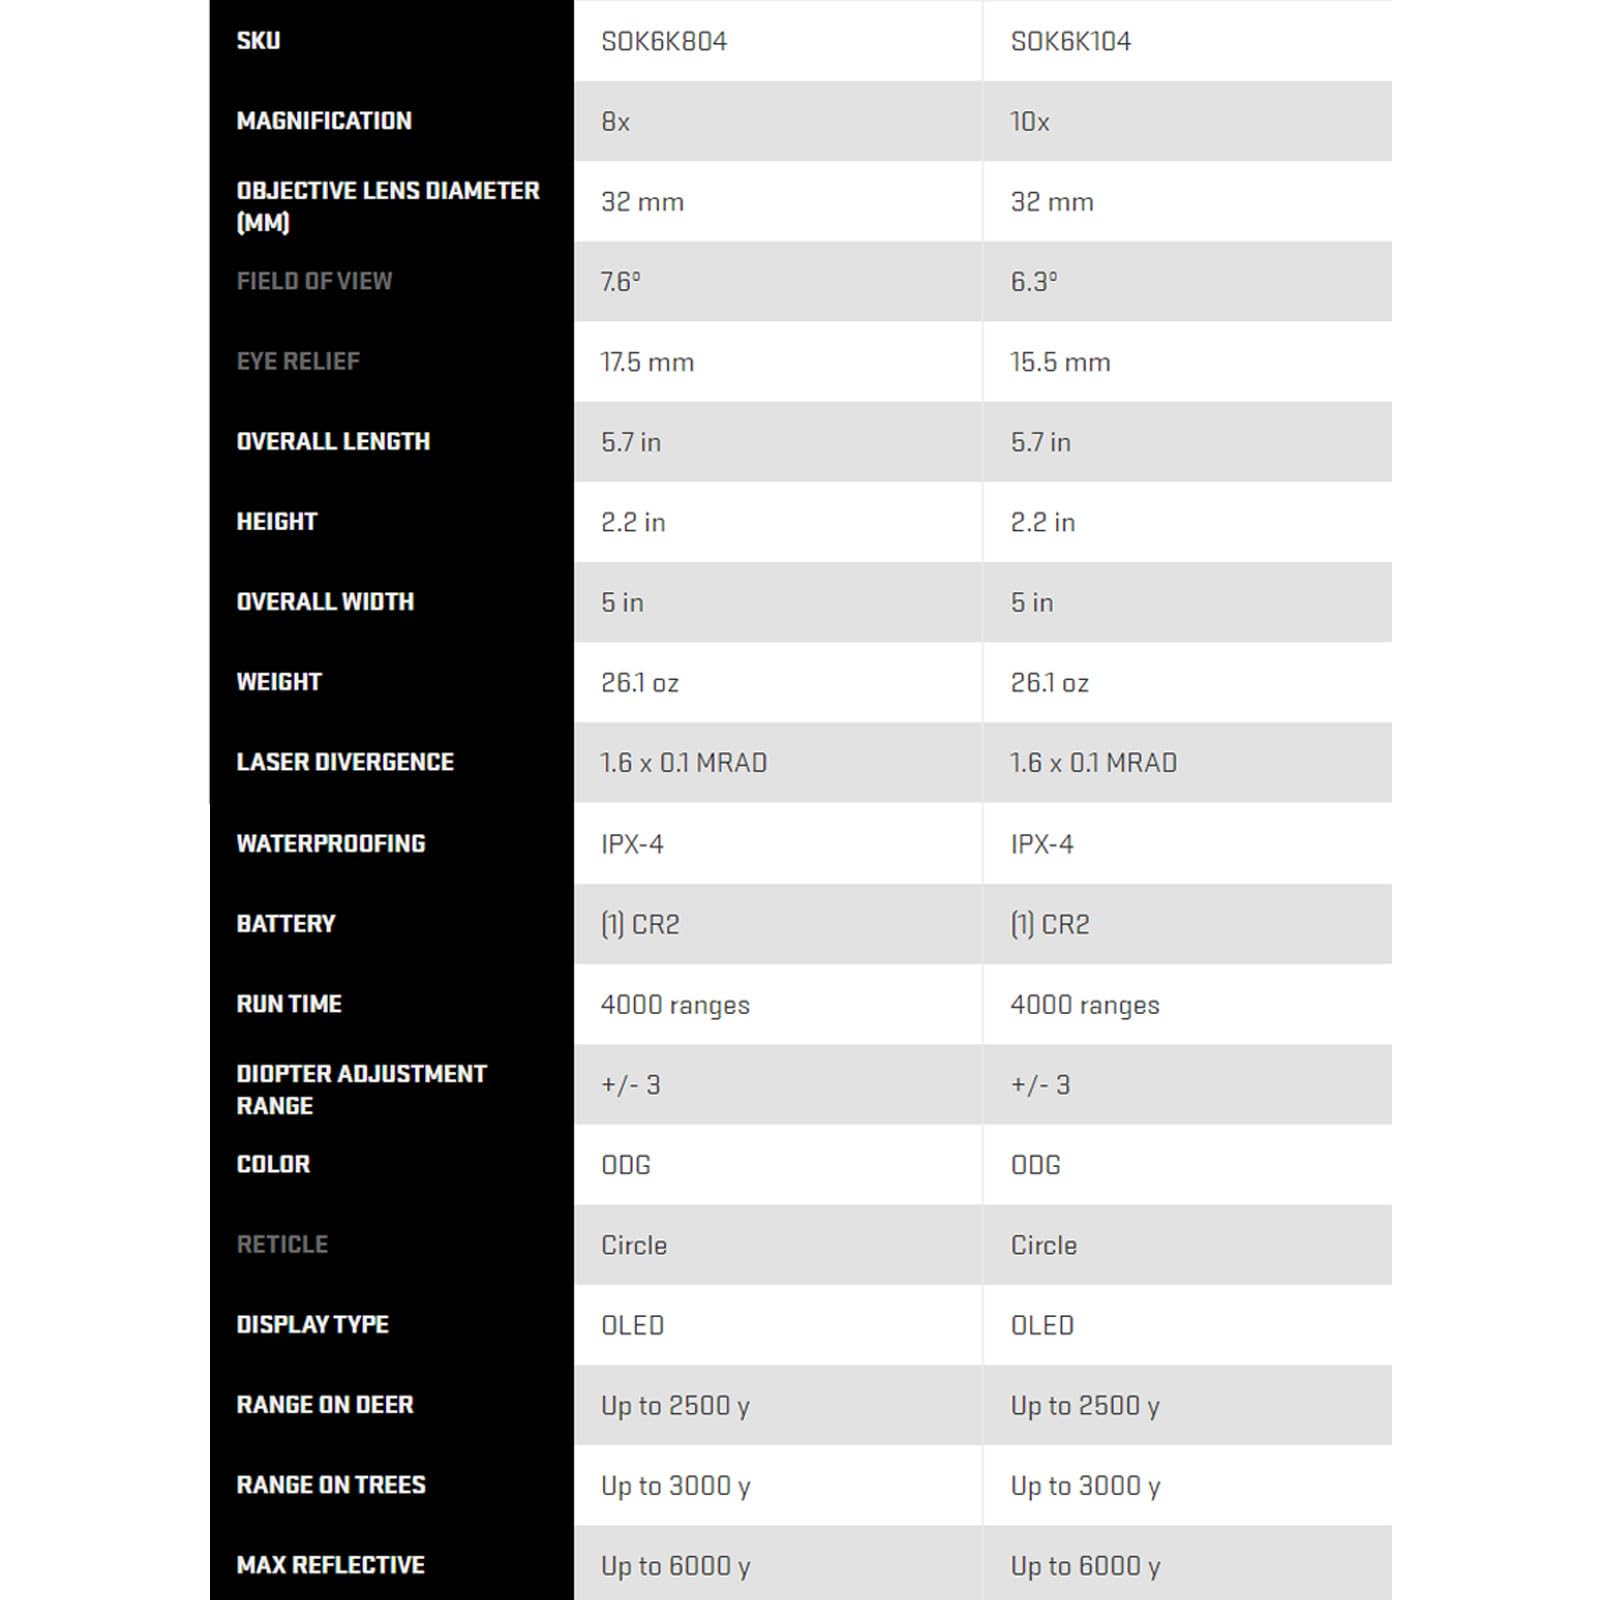 SKU SOK6K804 SOK6K104
MAGNIFICATION 8x 10x
OBJECTIVE LENS DIAMETER
(MM) 32 mm 32 mm
FIELD OF VIEW 7.6º 6.3º
EYE RELIEF 17.5 mm 15.5 mm
OVERALL LENGTH 5.7 in 5.7 in
HEIGHT 2.2 in 2.2 in
OVERALL WIDTH 5 in 5 in
WEIGHT 26.1 oz 26.1 oz
LASER DIVERGENCE 1.6 x 0.1 MRAD 1.6 x 0.1 MRAD
WATERPROOFING IPX-4 IPX-4
BATTERY (1) CR2 (1) CR2
RUN TIME 4000 ranges 4000 ranges
DIOPTER ADJUSTMENT
RANGE +/- 3 +/- 3
COLOR ODG ODG
RETICLE Circle Circle
DISPLAY TYPE OLED OLED
RANGE ON DEER Up to 2500 y Up to 2500 y
RANGE ON TREES Up to 3000 y Up to 3000 y
MAX REFLECTIVE Up to 6000 y Up to 6000 y